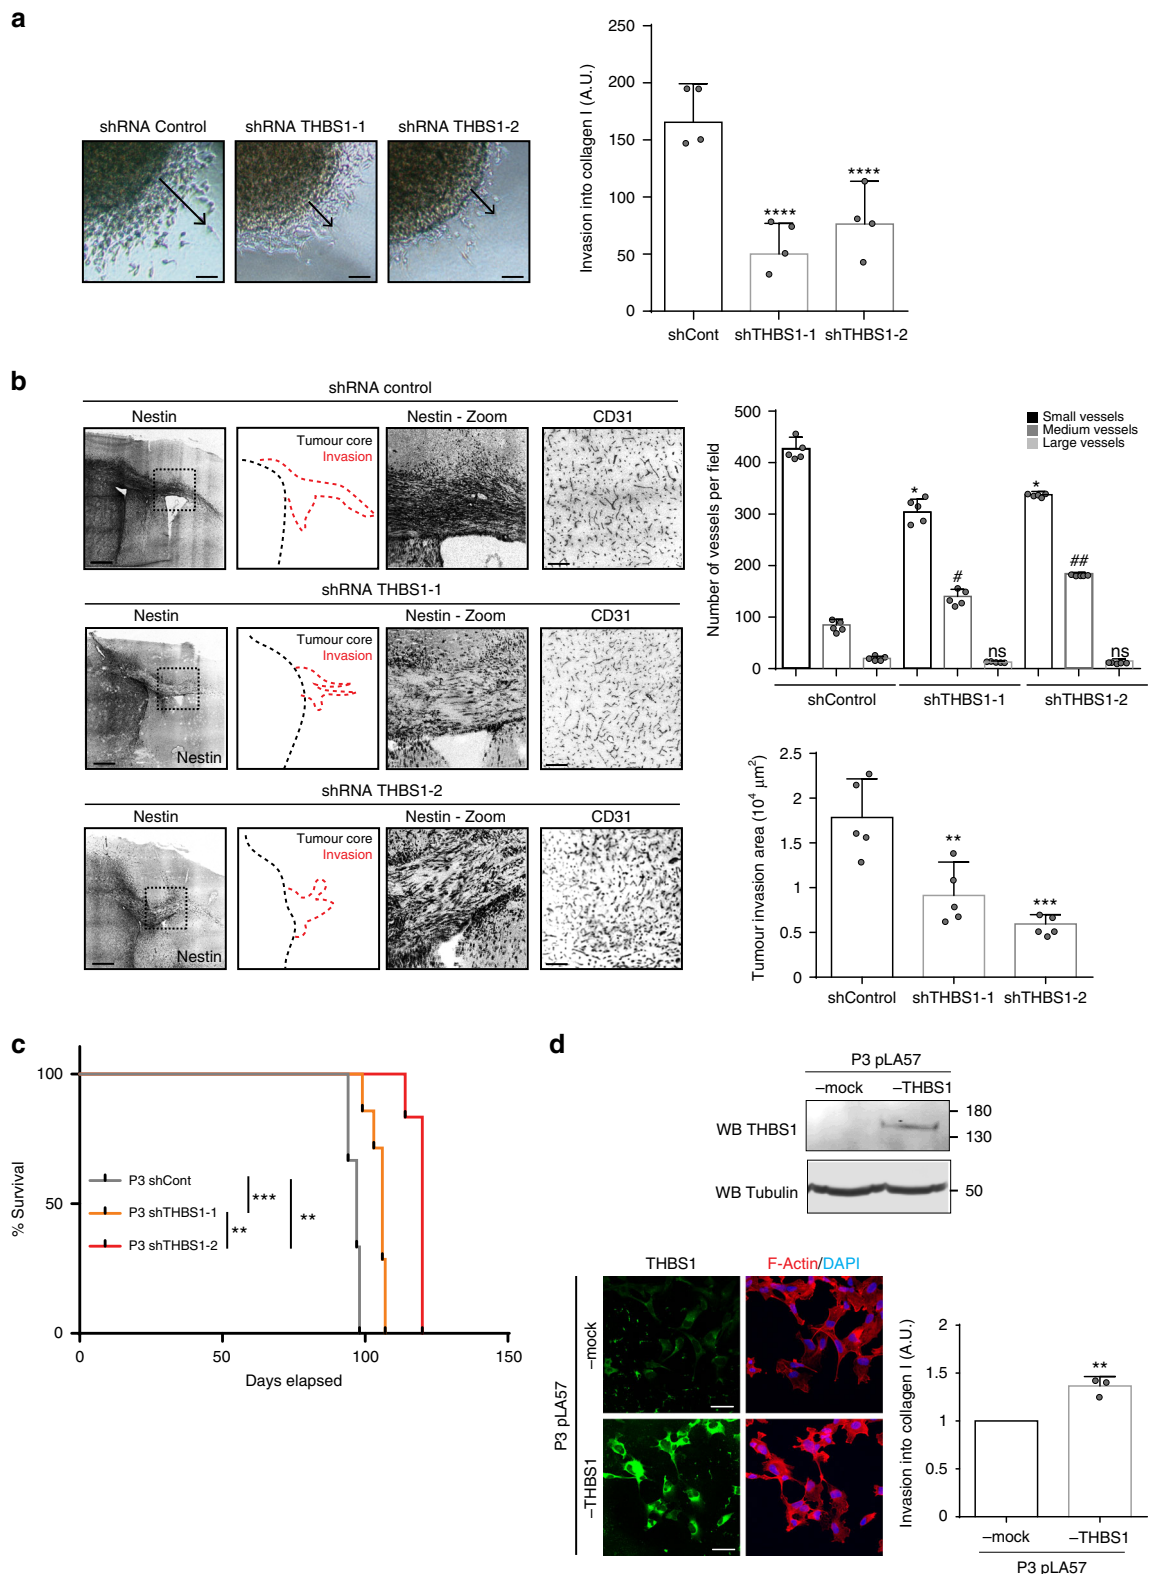 a
shRNA Control
shRNA THBS1-1
shRNA THBS1-2
Invasion into collagen I (A.U.)
250
200
150
100
50
0
****
****
shCont
shTHBS1-1
shTHBS1-2
b
shRNA control
Nestin
Nestin - Zoom
CD31
Tumour core
Invasion
shRNA THBS1-1
Nestin
Nestin - Zoom
CD31
Tumour core
Invasion
Nestin
shRNA THBS1-2
Nestin
Nestin - Zoom
CD31
Tumour core
Invasion
Nestin
Number of vessels per field
500
400
300
200
100
0
Small vessels
Medium vessels
Large vessels
*
#
ns
*
##
ns
shControl
shTHBS1-1
shTHBS1-2
Tumour invasion area (10⁴ μm²)
2.5
2
1.5
1
0.5
0
**
***
shControl
shTHBS1-1
shTHBS1-2
c
% Survival
100
50
0
P3 shCont
P3 shTHBS1-1
P3 shTHBS1-2
***
**
**
0
50
100
150
Days elapsed
d
P3 pLA57
–mock
–THBS1
WB THBS1
180
130
WB Tubulin
50
THBS1
F-Actin/DAPI
P3 pLA57
–mock
–THBS1
Invasion into collagen I (A.U.)
2
1.5
1
0.5
0
**
–mock
–THBS1
P3 pLA57